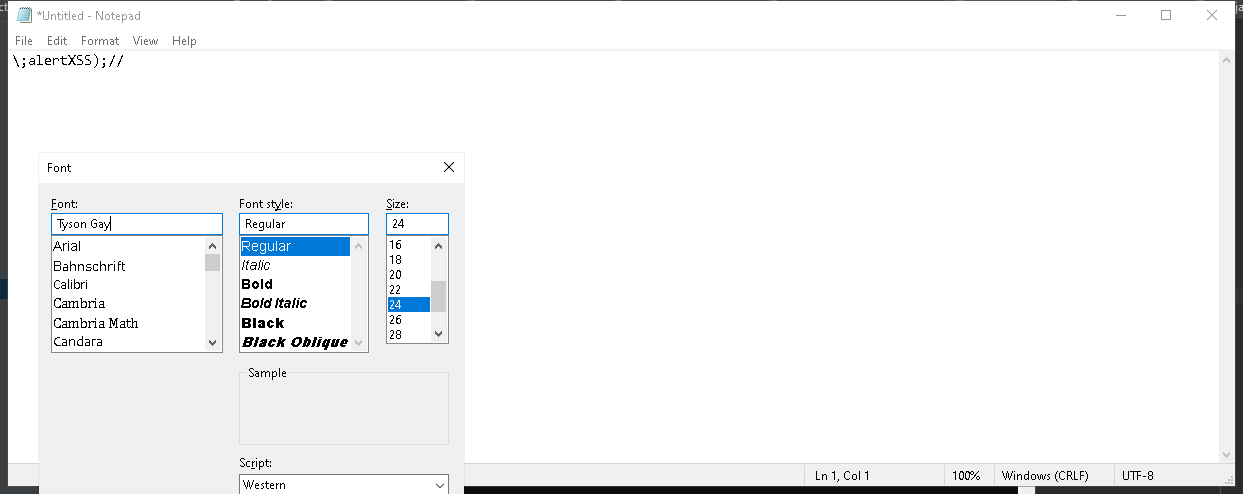 *Untitled - Notepad
File Edit Format View Help
\;alertXSS);//
Font
Font: Font style: Size:
Tyson Gay Regular 24
Arial Regular 16
Bahnschrift Italic 18
Calibri Bold 20
Cambria Bold Italic 22
Cambria Math Black 24
Candara Black Oblique 26
28
Sample
Script:
Western
Ln 1, Col 1 100% Windows (CRLF) UTF-8